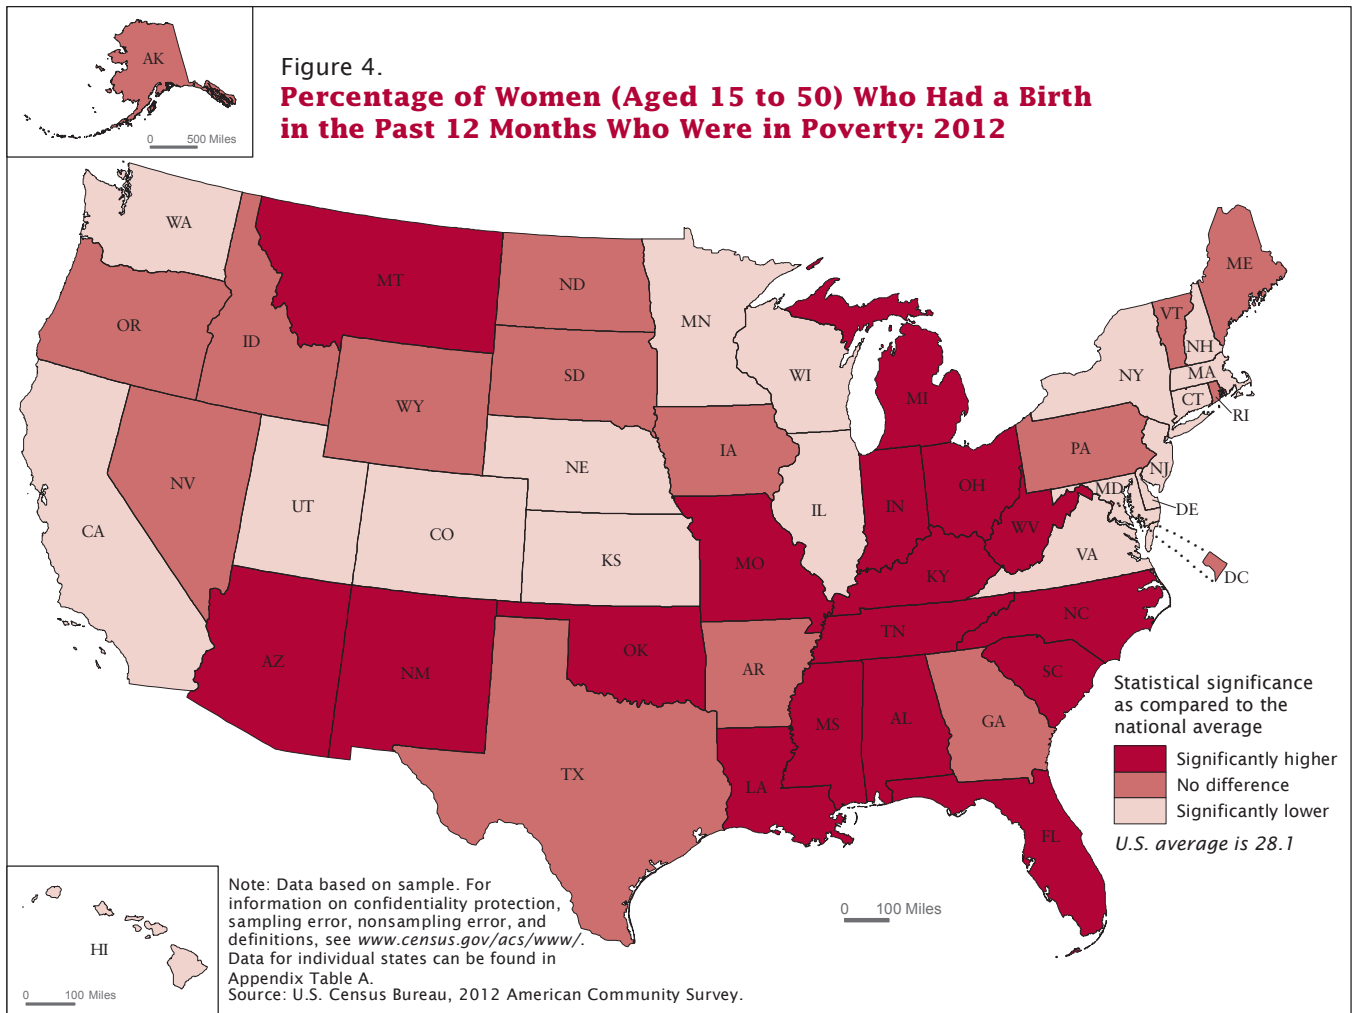 AK
0 500 Miles
Figure 4.
Percentage of Women (Aged 15 to 50) Who Had a Birth
in the Past 12 Months Who Were in Poverty: 2012
WA
MT
ND
MN
ME
VT
OR
ID
NH
SD
WI
NY
MA
WY
MI
CT
RI
IA
PA
NE
NJ
NV
OH
MD
UT
IN
DE
IL
WV
CA
CO
VA
KS
MO
KY
DC
NC
TN
OK
AZ
NM
AR
SC
Statistical significance
as compared to the
national average
MS
AL
GA
Significantly higher
TX
No difference
LA
Significantly lower
FL
U.S. average is 28.1
0 100 Miles
HI
0 100 Miles
Note: Data based on sample. For
information on confidentiality protection,
sampling error, nonsampling error, and
definitions, see www.census.gov/acs/www/.
Data for individual states can be found in
Appendix Table A.
Source: U.S. Census Bureau, 2012 American Community Survey.